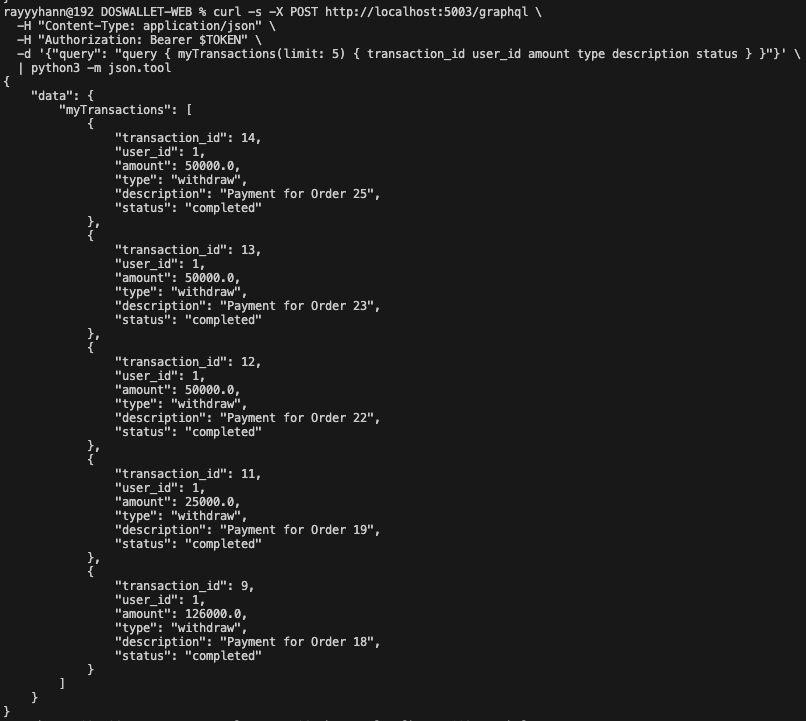 rayyyhann@192 DOSWALLET-WEB % curl -s -X POST http://localhost:5003/graphql \
  -H "Content-Type: application/json" \
  -H "Authorization: Bearer $TOKEN" \
  -d '{"query": "query { myTransactions(limit: 5) { transaction_id user_id amount type description status } }"}' \
  | python3 -m json.tool
{
    "data": {
        "myTransactions": [
            {
                "transaction_id": 14,
                "user_id": 1,
                "amount": 50000.0,
                "type": "withdraw",
                "description": "Payment for Order 25",
                "status": "completed"
            },
            {
                "transaction_id": 13,
                "user_id": 1,
                "amount": 50000.0,
                "type": "withdraw",
                "description": "Payment for Order 23",
                "status": "completed"
            },
            {
                "transaction_id": 12,
                "user_id": 1,
                "amount": 50000.0,
                "type": "withdraw",
                "description": "Payment for Order 22",
                "status": "completed"
            },
            {
                "transaction_id": 11,
                "user_id": 1,
                "amount": 25000.0,
                "type": "withdraw",
                "description": "Payment for Order 19",
                "status": "completed"
            },
            {
                "transaction_id": 9,
                "user_id": 1,
                "amount": 126000.0,
                "type": "withdraw",
                "description": "Payment for Order 18",
                "status": "completed"
            }
        ]
    }
}